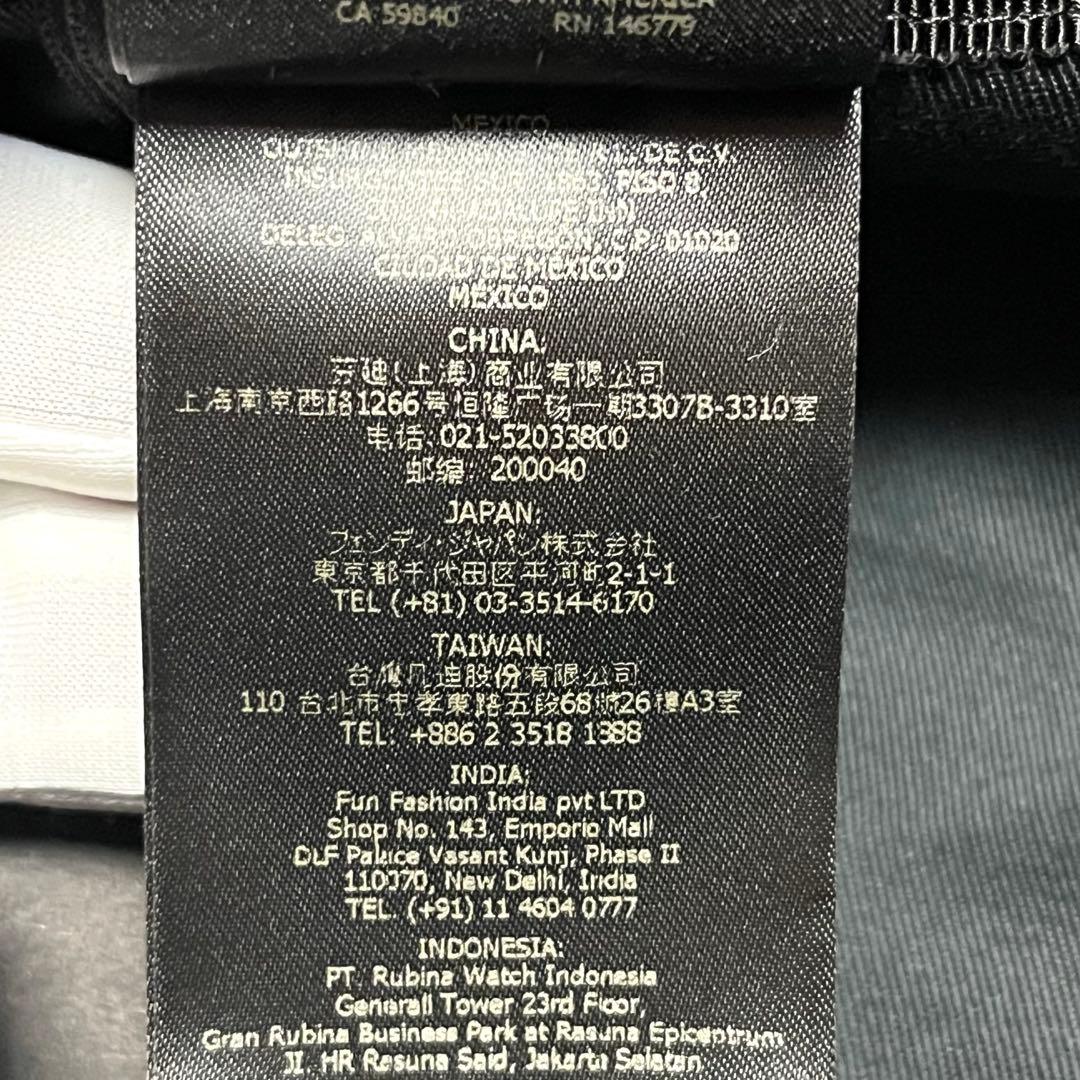 AMERICA
CA 59840 RN 146779
MEXICO
DE C.V.
PISO 8
C.P. 01020
CIUDAD DE MEXICO
MEXICO
CHINA:
芬迪(上海)商业有限公司
上海南京西路1266号恒隆广场一期33078-3310室
电话: 021-52033800
邮编: 200040
JAPAN:
フェンディ・ジャパン株式会社
東京都千代田区平河町2-1-1
TEL (+81) 03-3514-6170
TAIWAN:
台灣凡迪股份有限公司
110 台北市忠孝東路五段68號26樓A3室
TEL: +886 2 3518 1388
INDIA:
Fun Fashion India pvt LTD
Shop No. 143, Emporio Mall
DLF Palace Vasant Kunj, Phase II
110070, New Delhi, India
TEL (+91) 11 4604 0777
INDONESIA:
PT. Rubina Watch Indonesia
Generali Tower 23rd Floor,
Gran Rubina Business Park at Rasuna Epicentrum
Jl. HR Rasuna Said, Jakarta Selatan